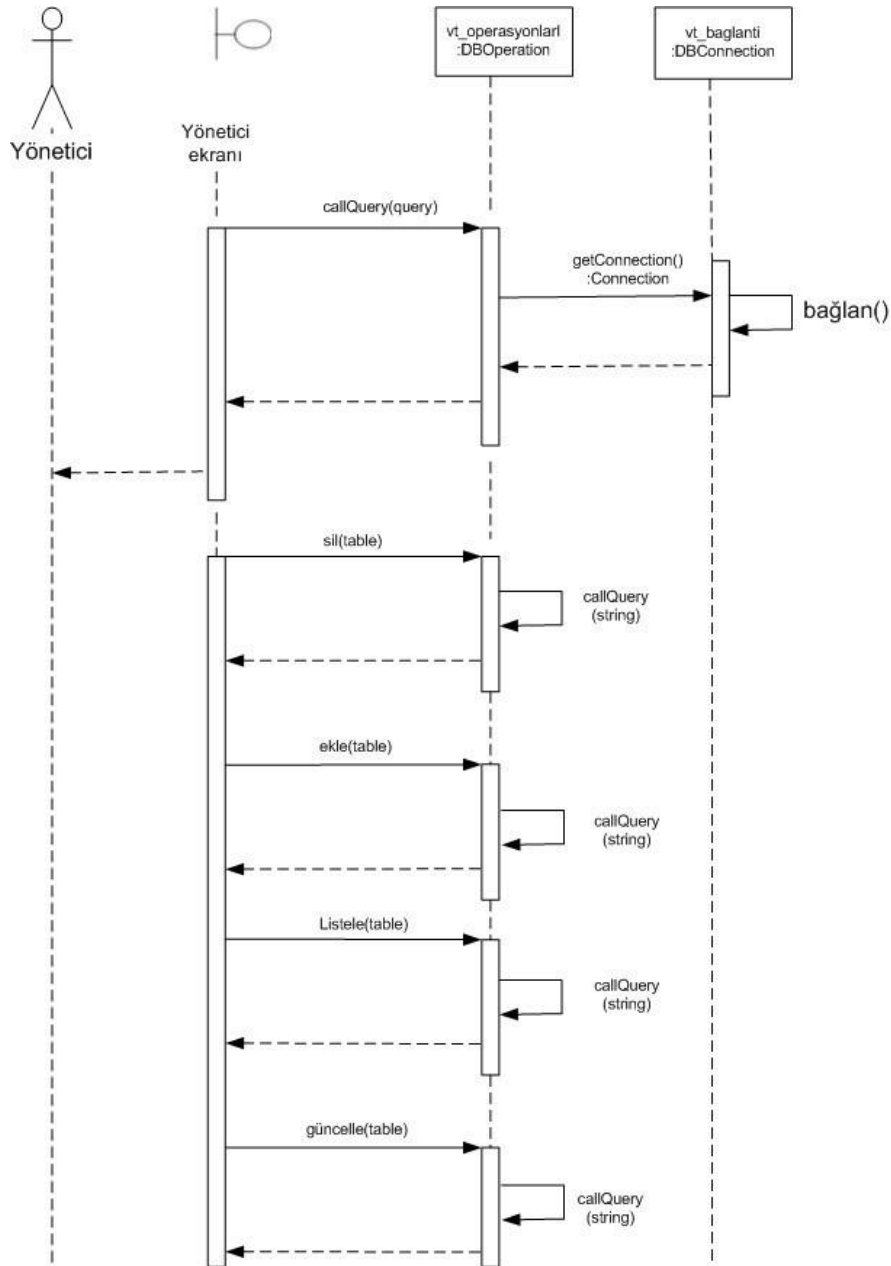 vt_operasyonlarI
:DBOperation
vt_baglanti
:DBConnection
Yönetici
Yönetici
ekranı
callQuery(query)
getConnection()
:Connection
bağlan()
sil(table)
callQuery
(string)
ekle(table)
callQuery
(string)
Listele(table)
callQuery
(string)
güncelle(table)
callQuery
(string)